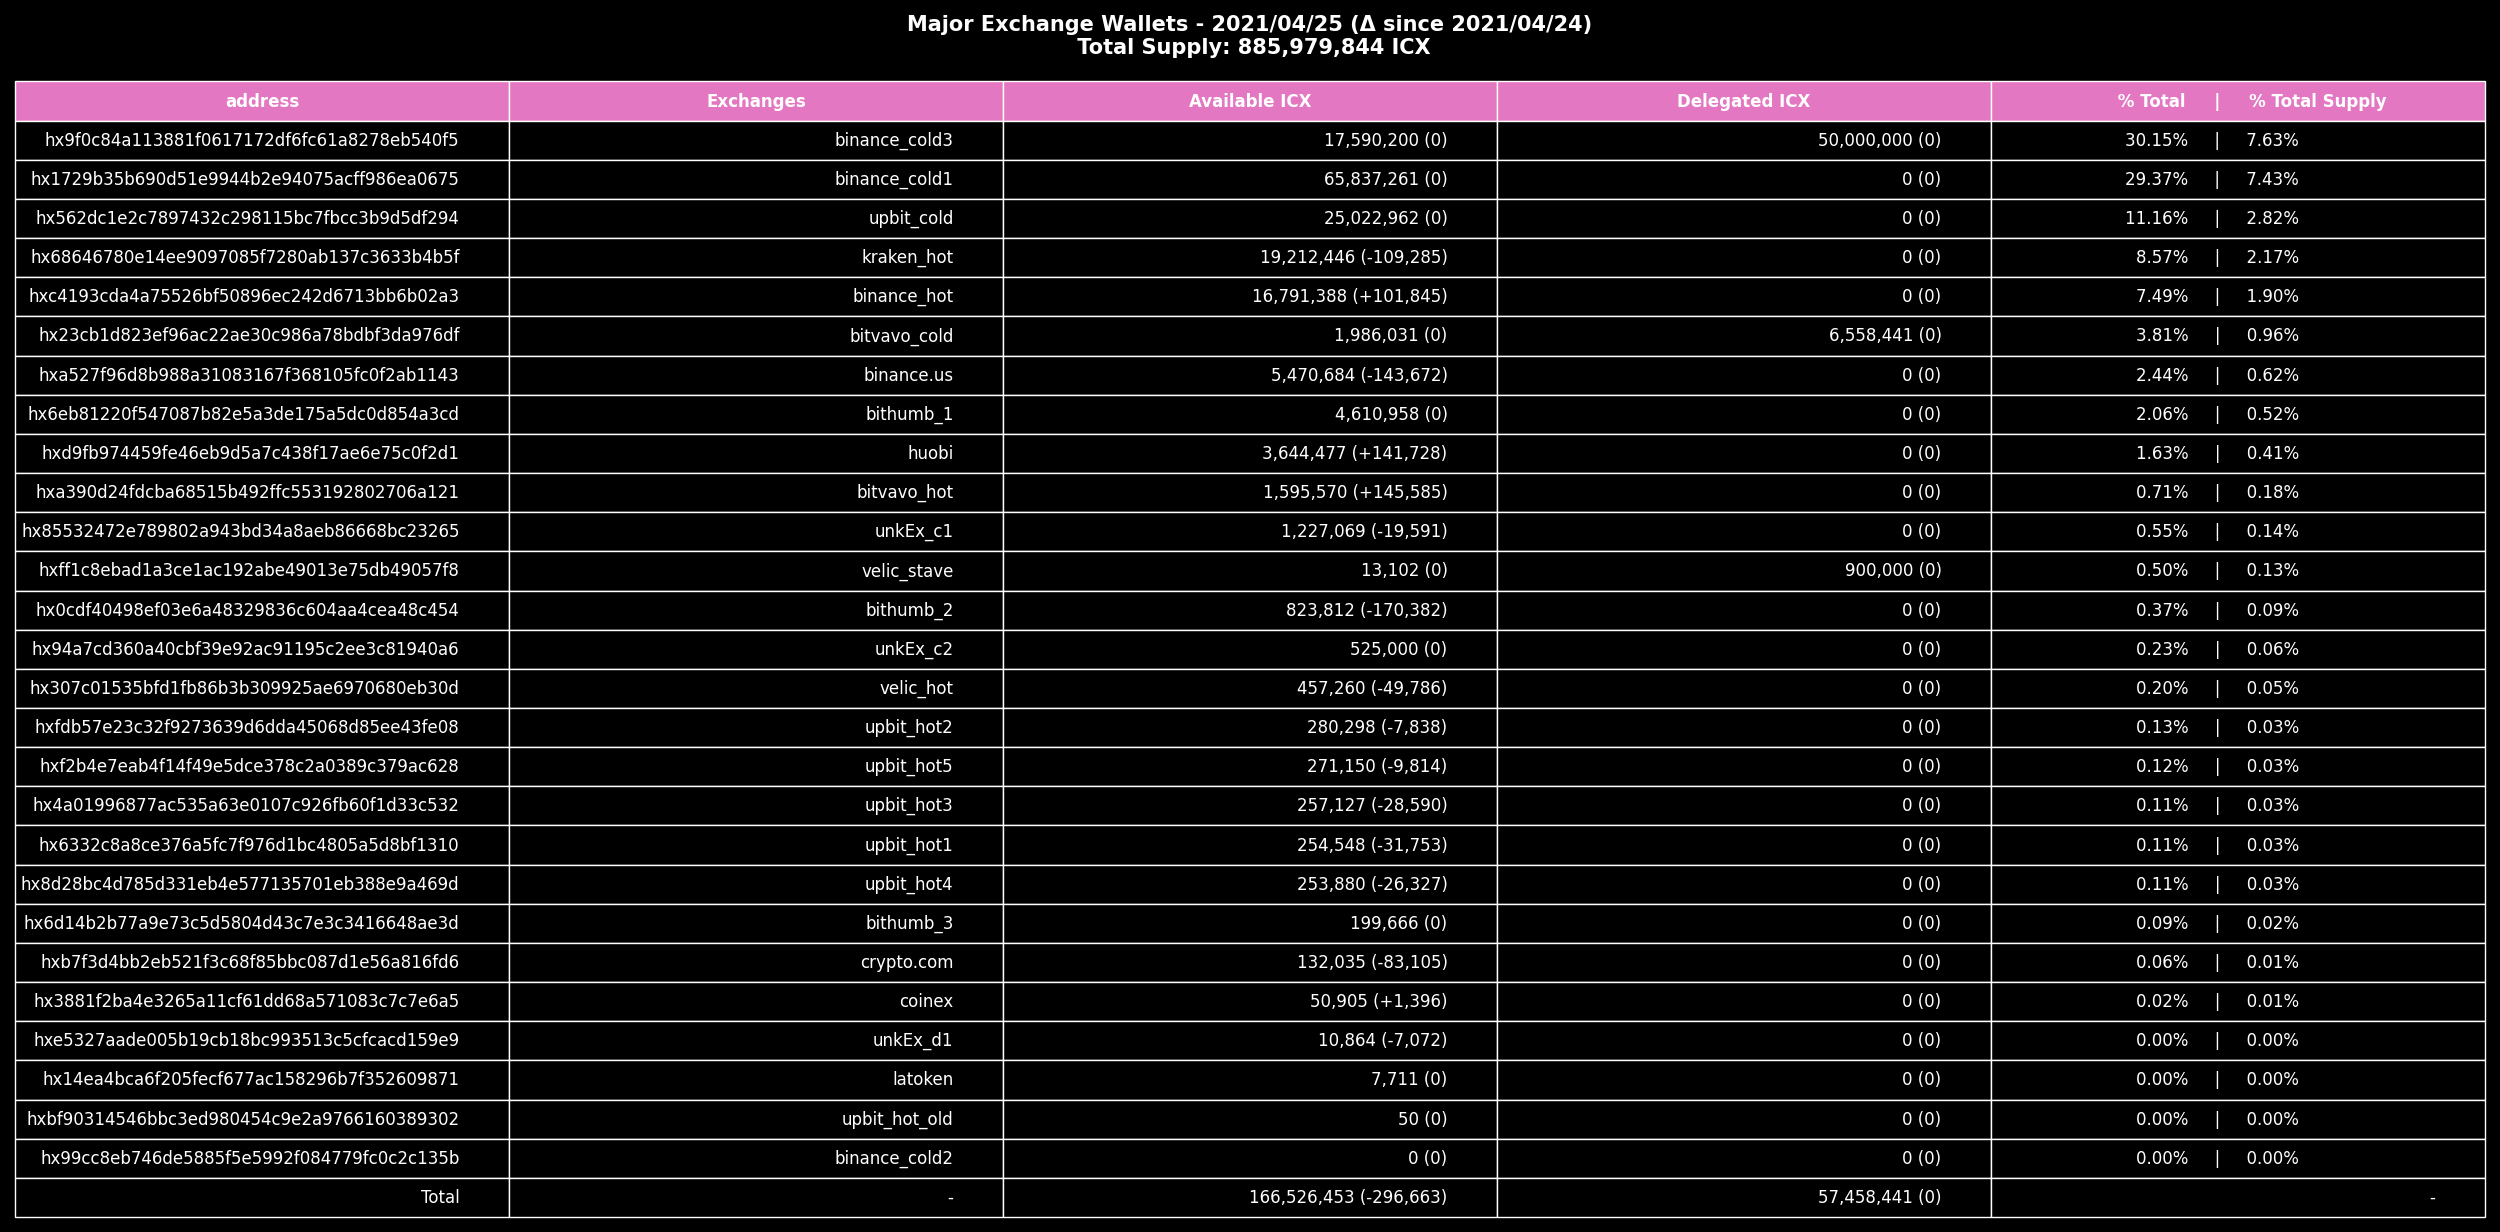 Major Exchange Wallets - 2021/04/25 (Δ since 2021/04/24)
Total Supply: 885,979,844 ICX
address Exchanges Available ICX Delegated ICX % Total | % Total Supply
hx9f0c84a113881f0617172df6fc61a8278eb540f5 binance_cold3 17,590,200 (0) 50,000,000 (0) 30.15% | 7.63%
hx1729b35b690d51e9944b2e94075acff986ea0675 binance_cold1 65,837,261 (0) 0 (0) 29.37% | 7.43%
hx562dc1e2c7897432c298115bc7fbcc3b9d5df294 upbit_cold 25,022,962 (0) 0 (0) 11.16% | 2.82%
hx68646780e14ee9097085f7280ab137c3633b4b5f kraken_hot 19,212,446 (-109,285) 0 (0) 8.57% | 2.17%
hxc4193cda4a75526bf50896ec242d6713bb6b02a3 binance_hot 16,791,388 (+101,845) 0 (0) 7.49% | 1.90%
hx23cb1d823ef96ac22ae30c986a78bdbf3da976df bitvavo_cold 1,986,031 (0) 6,558,441 (0) 3.81% | 0.96%
hxa527f96d8b988a31083167f368105fc0f2ab1143 binance.us 5,470,684 (-143,672) 0 (0) 2.44% | 0.62%
hx6eb81220f547087b82e5a3de175a5dc0d854a3cd bithumb_1 4,610,958 (0) 0 (0) 2.06% | 0.52%
hxd9fb974459fe46eb9d5a7c438f17ae6e75c0f2d1 huobi 3,644,477 (+141,728) 0 (0) 1.63% | 0.41%
hxa390d24fdcba68515b492ffc553192802706a121 bitvavo_hot 1,595,570 (+145,585) 0 (0) 0.71% | 0.18%
hx85532472e789802a943bd34a8aeb86668bc23265 unkEx_c1 1,227,069 (-19,591) 0 (0) 0.55% | 0.14%
hxff1c8ebad1a3ce1ac192abe49013e75db49057f8 velic_stave 13,102 (0) 900,000 (0) 0.50% | 0.13%
hx0cdf40498ef03e6a48329836c604aa4cea48c454 bithumb_2 823,812 (-170,382) 0 (0) 0.37% | 0.09%
hx94a7cd360a40cbf39e92ac91195c2ee3c81940a6 unkEx_c2 525,000 (0) 0 (0) 0.23% | 0.06%
hx307c01535bfd1fb86b3b309925ae6970680eb30d velic_hot 457,260 (-49,786) 0 (0) 0.20% | 0.05%
hxfdb57e23c32f9273639d6dda45068d85ee43fe08 upbit_hot2 280,298 (-7,838) 0 (0) 0.13% | 0.03%
hxf2b4e7eab4f14f49e5dce378c2a0389c379ac628 upbit_hot5 271,150 (-9,814) 0 (0) 0.12% | 0.03%
hx4a01996877ac535a63e0107c926fb60f1d33c532 upbit_hot3 257,127 (-28,590) 0 (0) 0.11% | 0.03%
hx6332c8a8ce376a5fc7f976d1bc4805a5d8bf1310 upbit_hot1 254,548 (-31,753) 0 (0) 0.11% | 0.03%
hx8d28bc4d785d331eb4e577135701eb388e9a469d upbit_hot4 253,880 (-26,327) 0 (0) 0.11% | 0.03%
hx6d14b2b77a9e73c5d5804d43c7e3c3416648ae3d bithumb_3 199,666 (0) 0 (0) 0.09% | 0.02%
hxb7f3d4bb2eb521f3c68f85bbc087d1e56a816fd6 crypto.com 132,035 (-83,105) 0 (0) 0.06% | 0.01%
hx3881f2ba4e3265a11cf61dd68a571083c7c7e6a5 coinex 50,905 (+1,396) 0 (0) 0.02% | 0.01%
hxe5327aade005b19cb18bc993513c5cfcacd159e9 unkEx_d1 10,864 (-7,072) 0 (0) 0.00% | 0.00%
hx14ea4bca6f205fecf677ac158296b7f352609871 latoken 7,711 (0) 0 (0) 0.00% | 0.00%
hxbf90314546bbc3ed980454c9e2a9766160389302 upbit_hot_old 50 (0) 0 (0) 0.00% | 0.00%
hx99cc8eb746de5885f5e5992f084779fc0c2c135b binance_cold2 0 (0) 0 (0) 0.00% | 0.00%
Total - 166,526,453 (-296,663) 57,458,441 (0) -